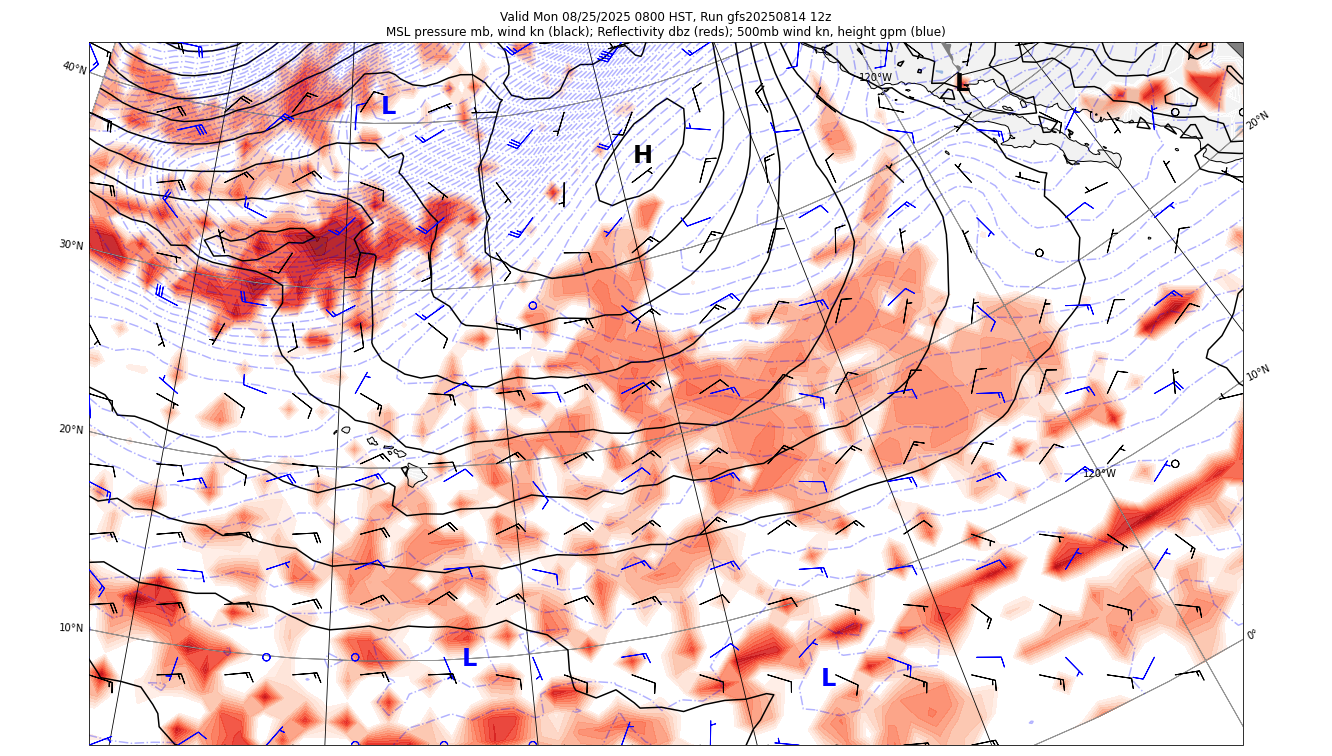 Valid Mon 08/25/2025 0800 HST, Run gfs20250814 12z
MSL pressure mb, wind kn (black); Reflectivity dbz (reds); 500mb wind kn, height gpm (blue)
40°N
120°W
L
L
20°N
H
30°N
10°N
20°N
120°W
10°N
0°
L
L